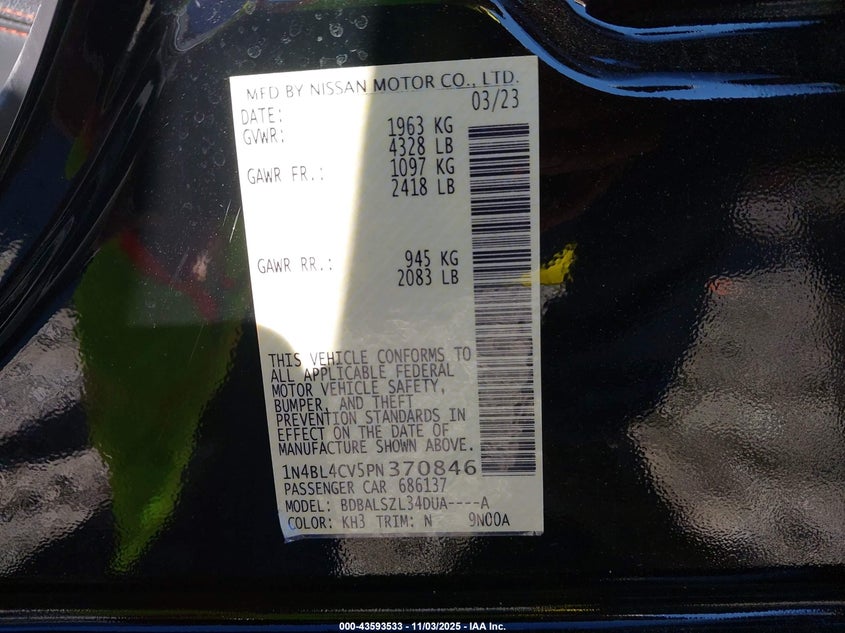 MFD BY NISSAN MOTOR CO., LTD.
DATE: 03/23
GVWR: 1963 KG
4328 LB
GAWR FR.: 1097 KG
2418 LB
GAWR RR.: 945 KG
2083 LB
THIS VEHICLE CONFORMS TO
ALL APPLICABLE FEDERAL
MOTOR VEHICLE SAFETY,
BUMPER, AND THEFT
PREVENTION STANDARDS IN
EFFECT ON THE DATE OF
MANUFACTURE SHOWN ABOVE.
1N4BL4CV5PN370846
PASSENGER CAR 686137
MODEL: BDBALSZL34DUA----A
COLOR: KH3 TRIM: N 9N00A
000-43593533 - 11/03/2025 - IAA Inc.